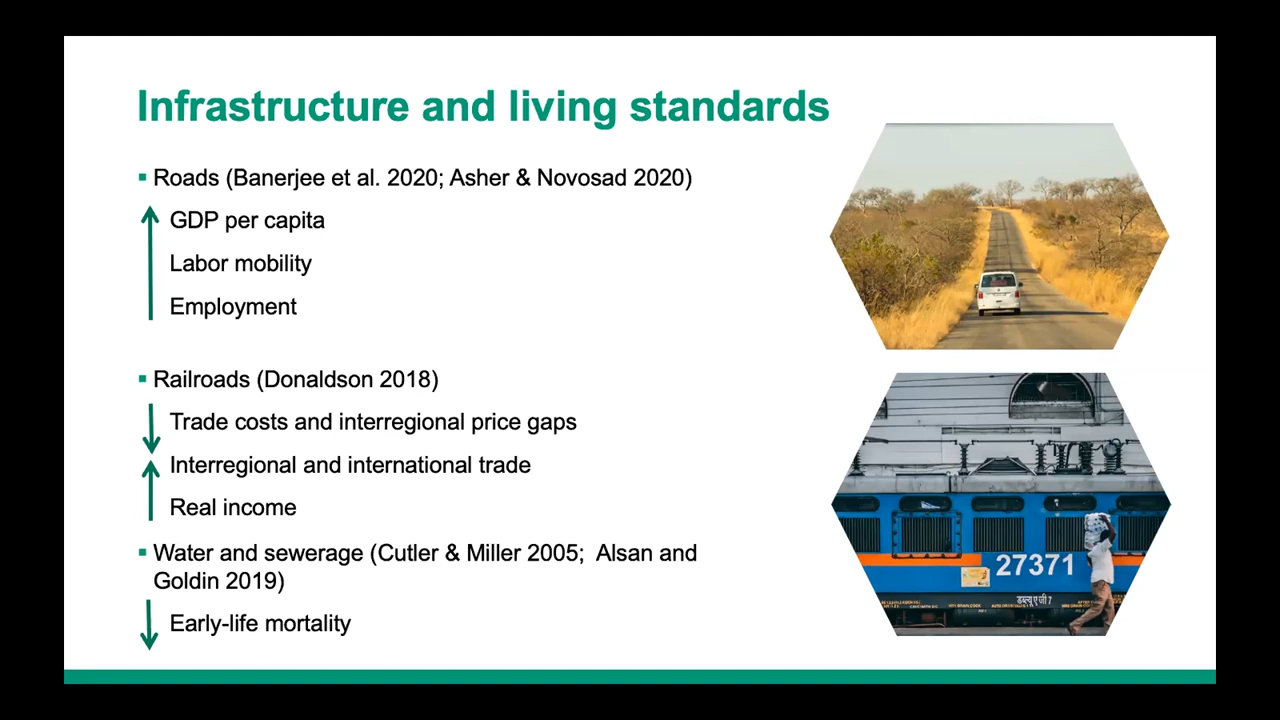 Infrastructure and living standards
Roads (Banerjee et al. 2020; Asher & Novosad 2020)
GDP per capita
Labor mobility
Employment
Railroads (Donaldson 2018)
Trade costs and interregional price gaps
Interregional and international trade
Real income
Water and sewerage (Cutler & Miller 2005; Alsan and
Goldin 2019)
Early-life mortality
27371
डब्ल्यू ए जी 7